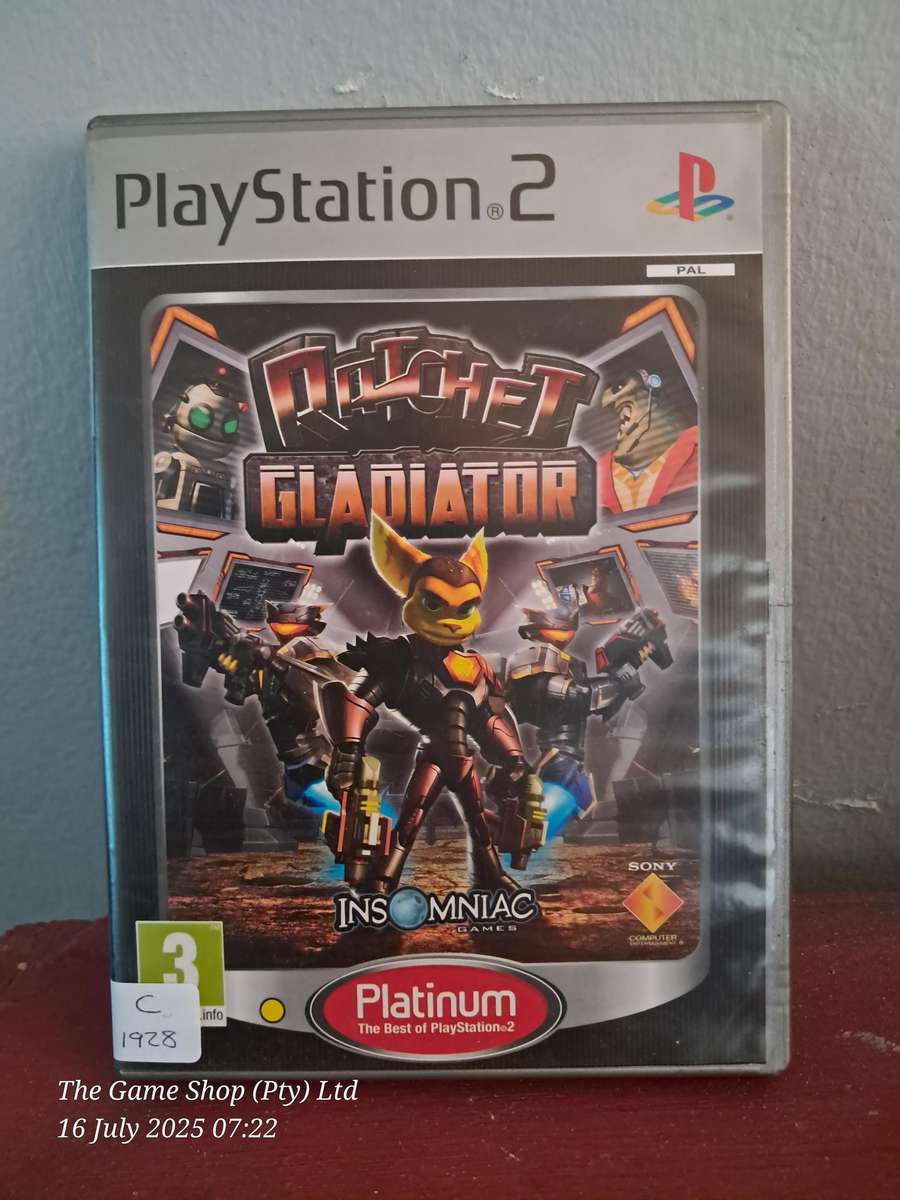 PlayStation®2
PAL
RATCHET
GLADIATOR
INSOMNIAC
GAMES
SONY
COMPUTER
ENTERTAINMENT ®
3
.info
C
1928
Platinum
The Best of PlayStation®2
The Game Shop (Pty) Ltd
16 July 2025 07:22